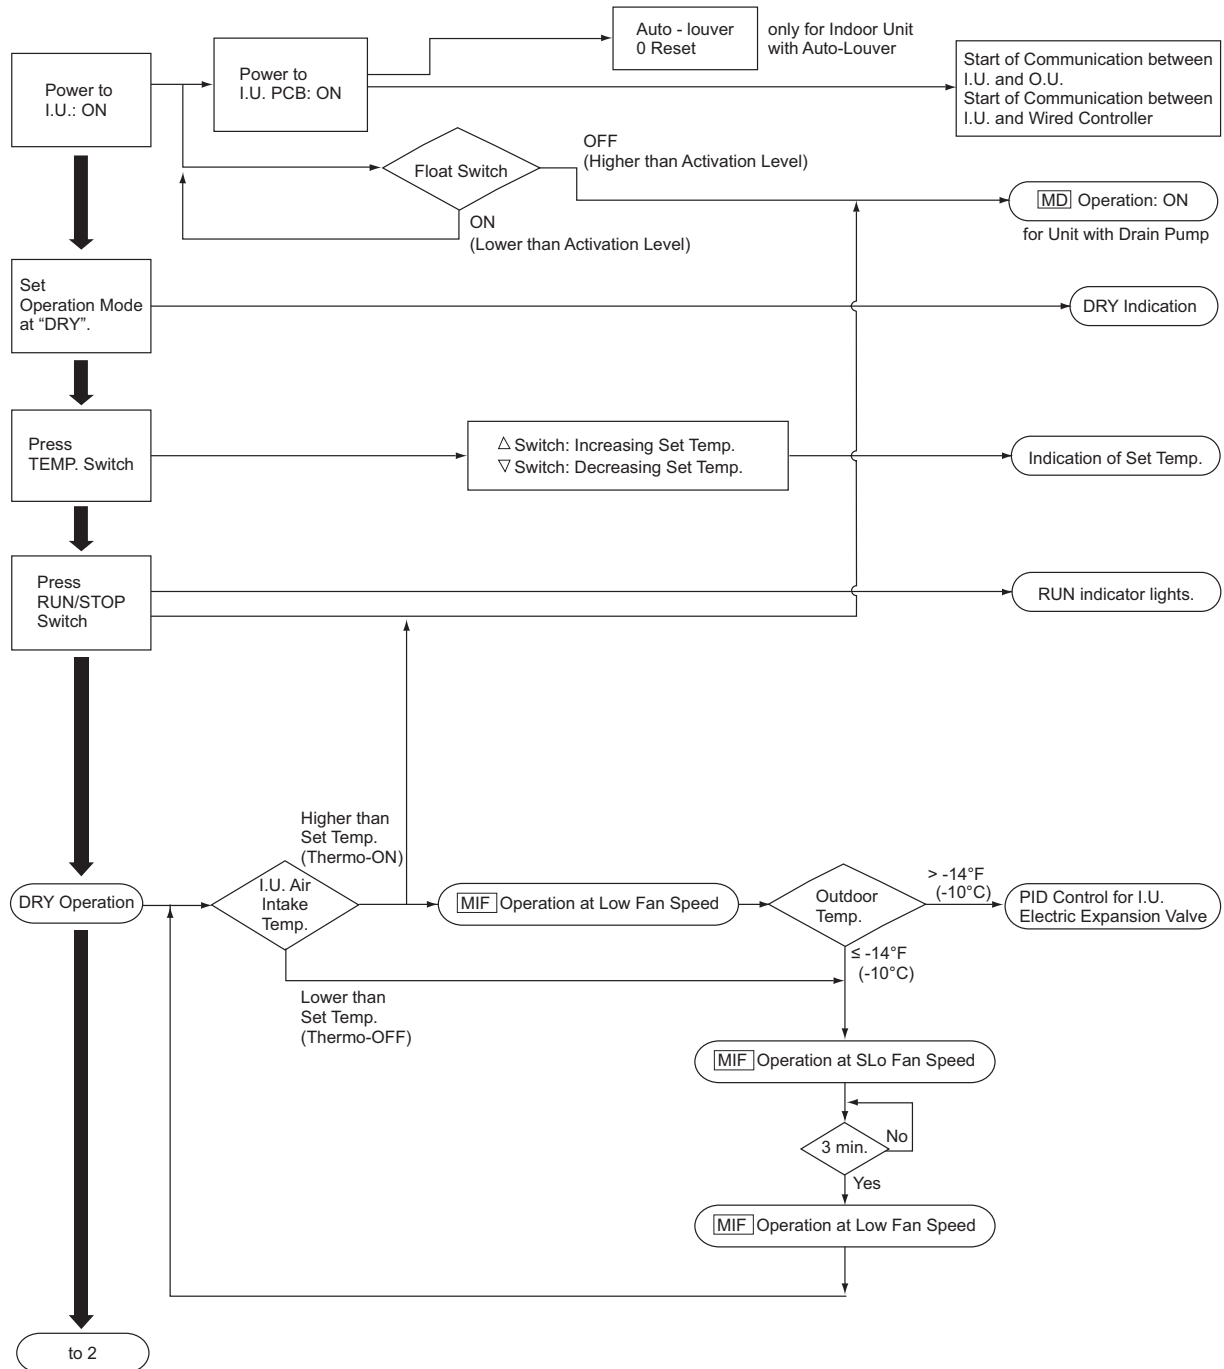 Auto - louver
0 Reset
only for Indoor Unit
with Auto-Louver
Power to
I.U.: ON
Power to
I.U. PCB: ON
Start of Communication between
I.U. and O.U.
Start of Communication between
I.U. and Wired Controller
Float Switch
OFF
(Higher than Activation Level)
ON
(Lower than Activation Level)
MD Operation: ON
for Unit with Drain Pump
Set
Operation Mode
at “DRY”.
DRY Indication
Press
TEMP. Switch
△ Switch: Increasing Set Temp.
▽ Switch: Decreasing Set Temp.
Indication of Set Temp.
Press
RUN/STOP
Switch
RUN indicator lights.
Higher than
Set Temp.
(Thermo-ON)
DRY Operation
I.U. Air
Intake
Temp.
MIF Operation at Low Fan Speed
Outdoor
Temp.
> -14°F
(-10°C)
PID Control for I.U.
Electric Expansion Valve
≤ -14°F
(-10°C)
Lower than
Set Temp.
(Thermo-OFF)
MIF Operation at SLo Fan Speed
3 min.
No
Yes
MIF Operation at Low Fan Speed
to 2